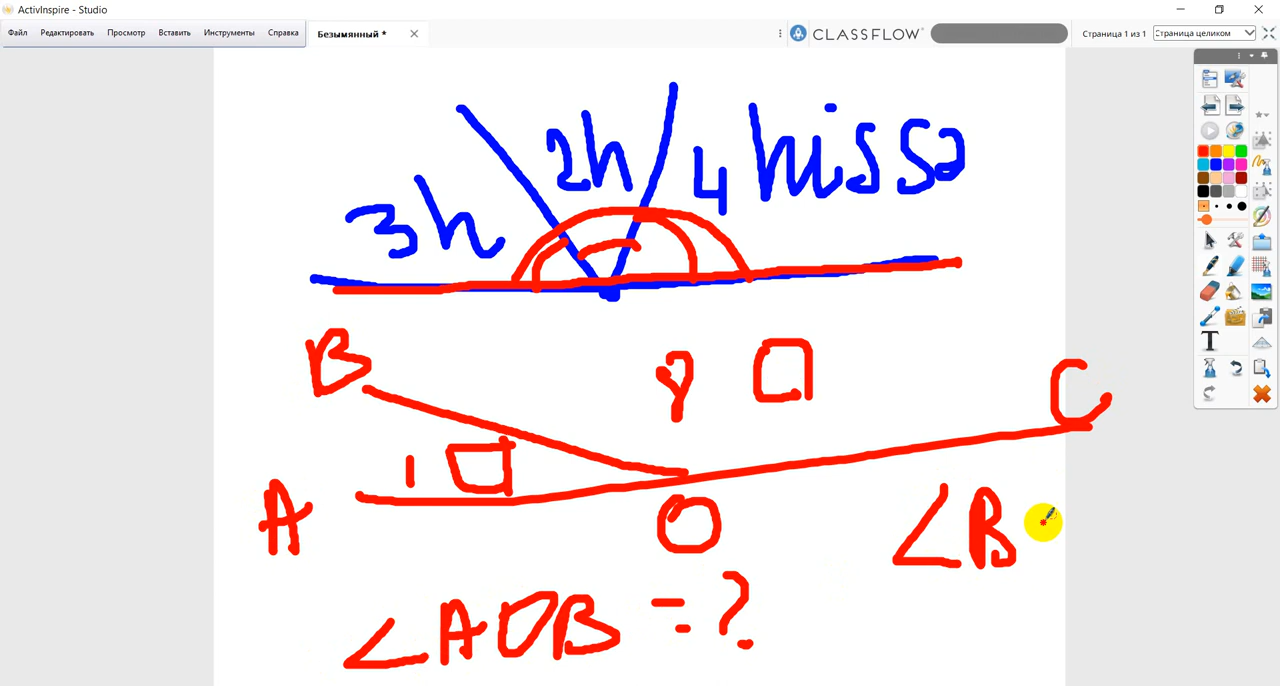 ActivInspire - Studio
Файл Редактировать Просмотр Вставить Инструменты Справка
Безымянный *
CLASSFLOW
Страница 1 из 1
Страница целиком
3h 2h 4 hissə
B
8 □
C
1 □
A
O
∠B
∠AOB = ?
T